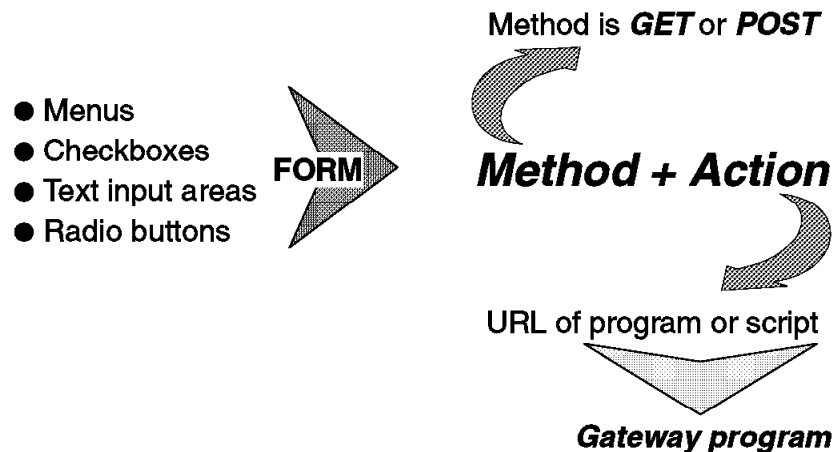 Method is GET or POST
● Menus
● Checkboxes
● Text input areas
● Radio buttons
FORM
Method + Action
URL of program or script
Gateway program